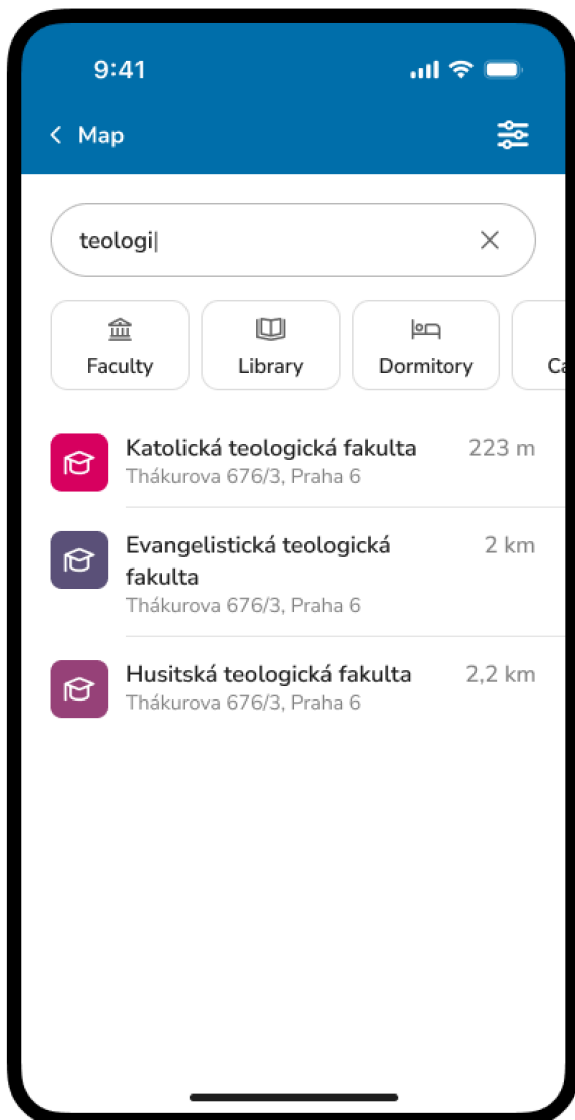 9:41
Map
teologi
Faculty
Library
Dormitory
Katolická teologická fakulta
223 m
Thákurova 676/3, Praha 6
Evangelistická teologická
2 km
fakulta
Thákurova 676/3, Praha 6
Husitská teologická fakulta
2,2 km
Thákurova 676/3, Praha 6